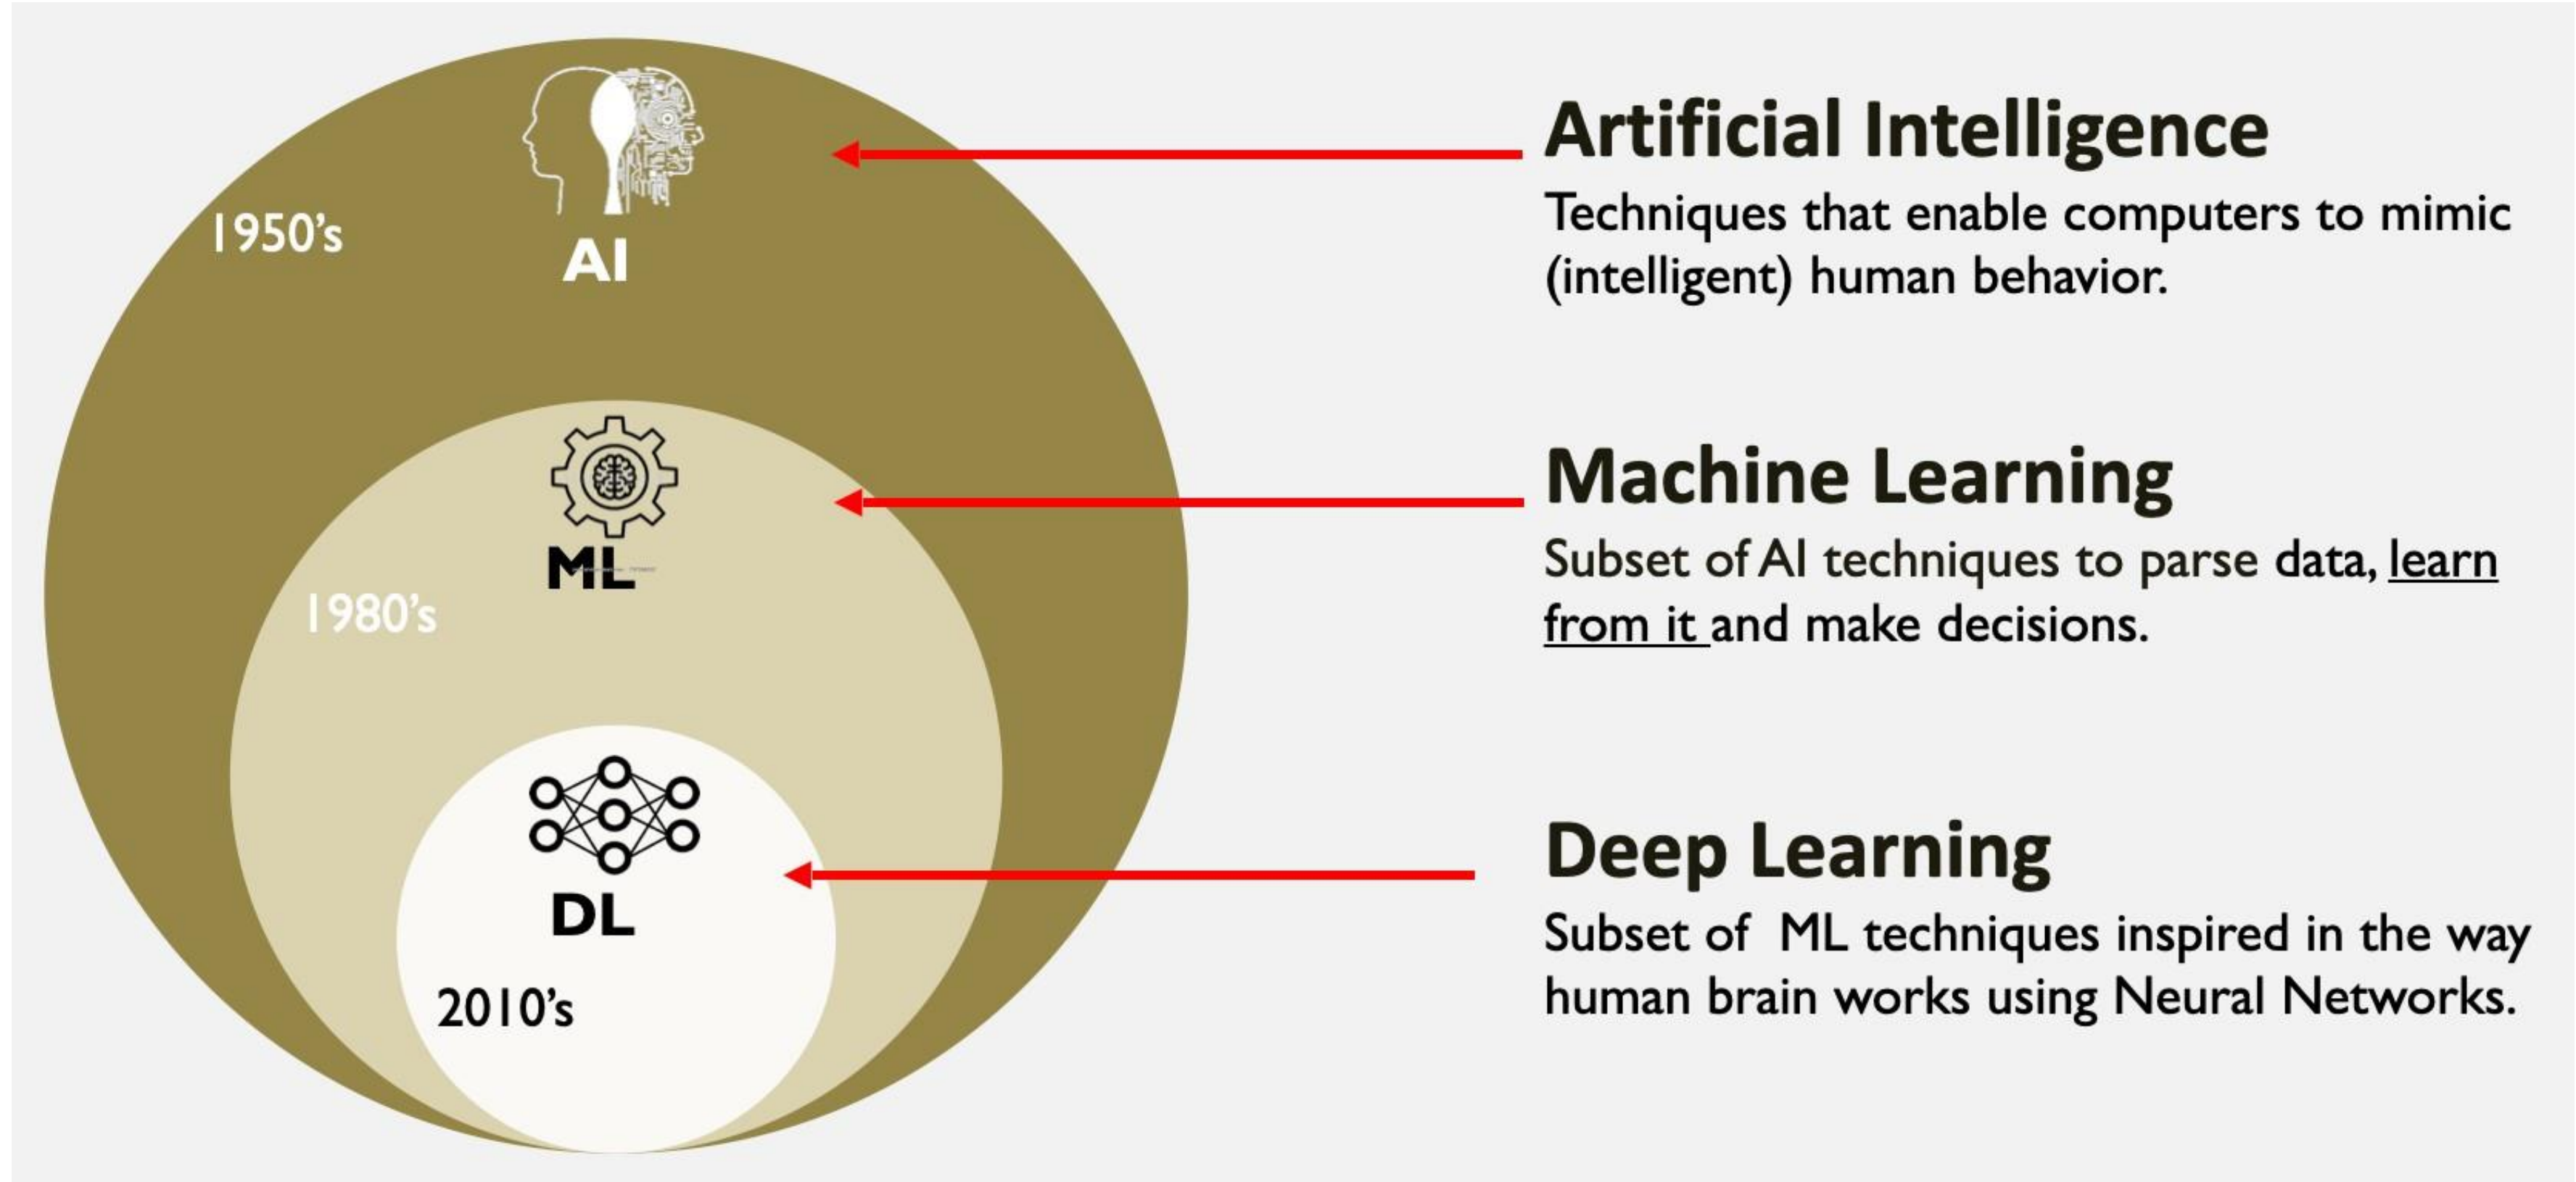 Artificial Intelligence
Techniques that enable computers to mimic
(intelligent) human behavior.
1950's
AI
Machine Learning
Subset of AI techniques to parse data, learn
from it and make decisions.
ML
1980's
Deep Learning
Subset of ML techniques inspired in the way
human brain works using Neural Networks.
DL
2010's